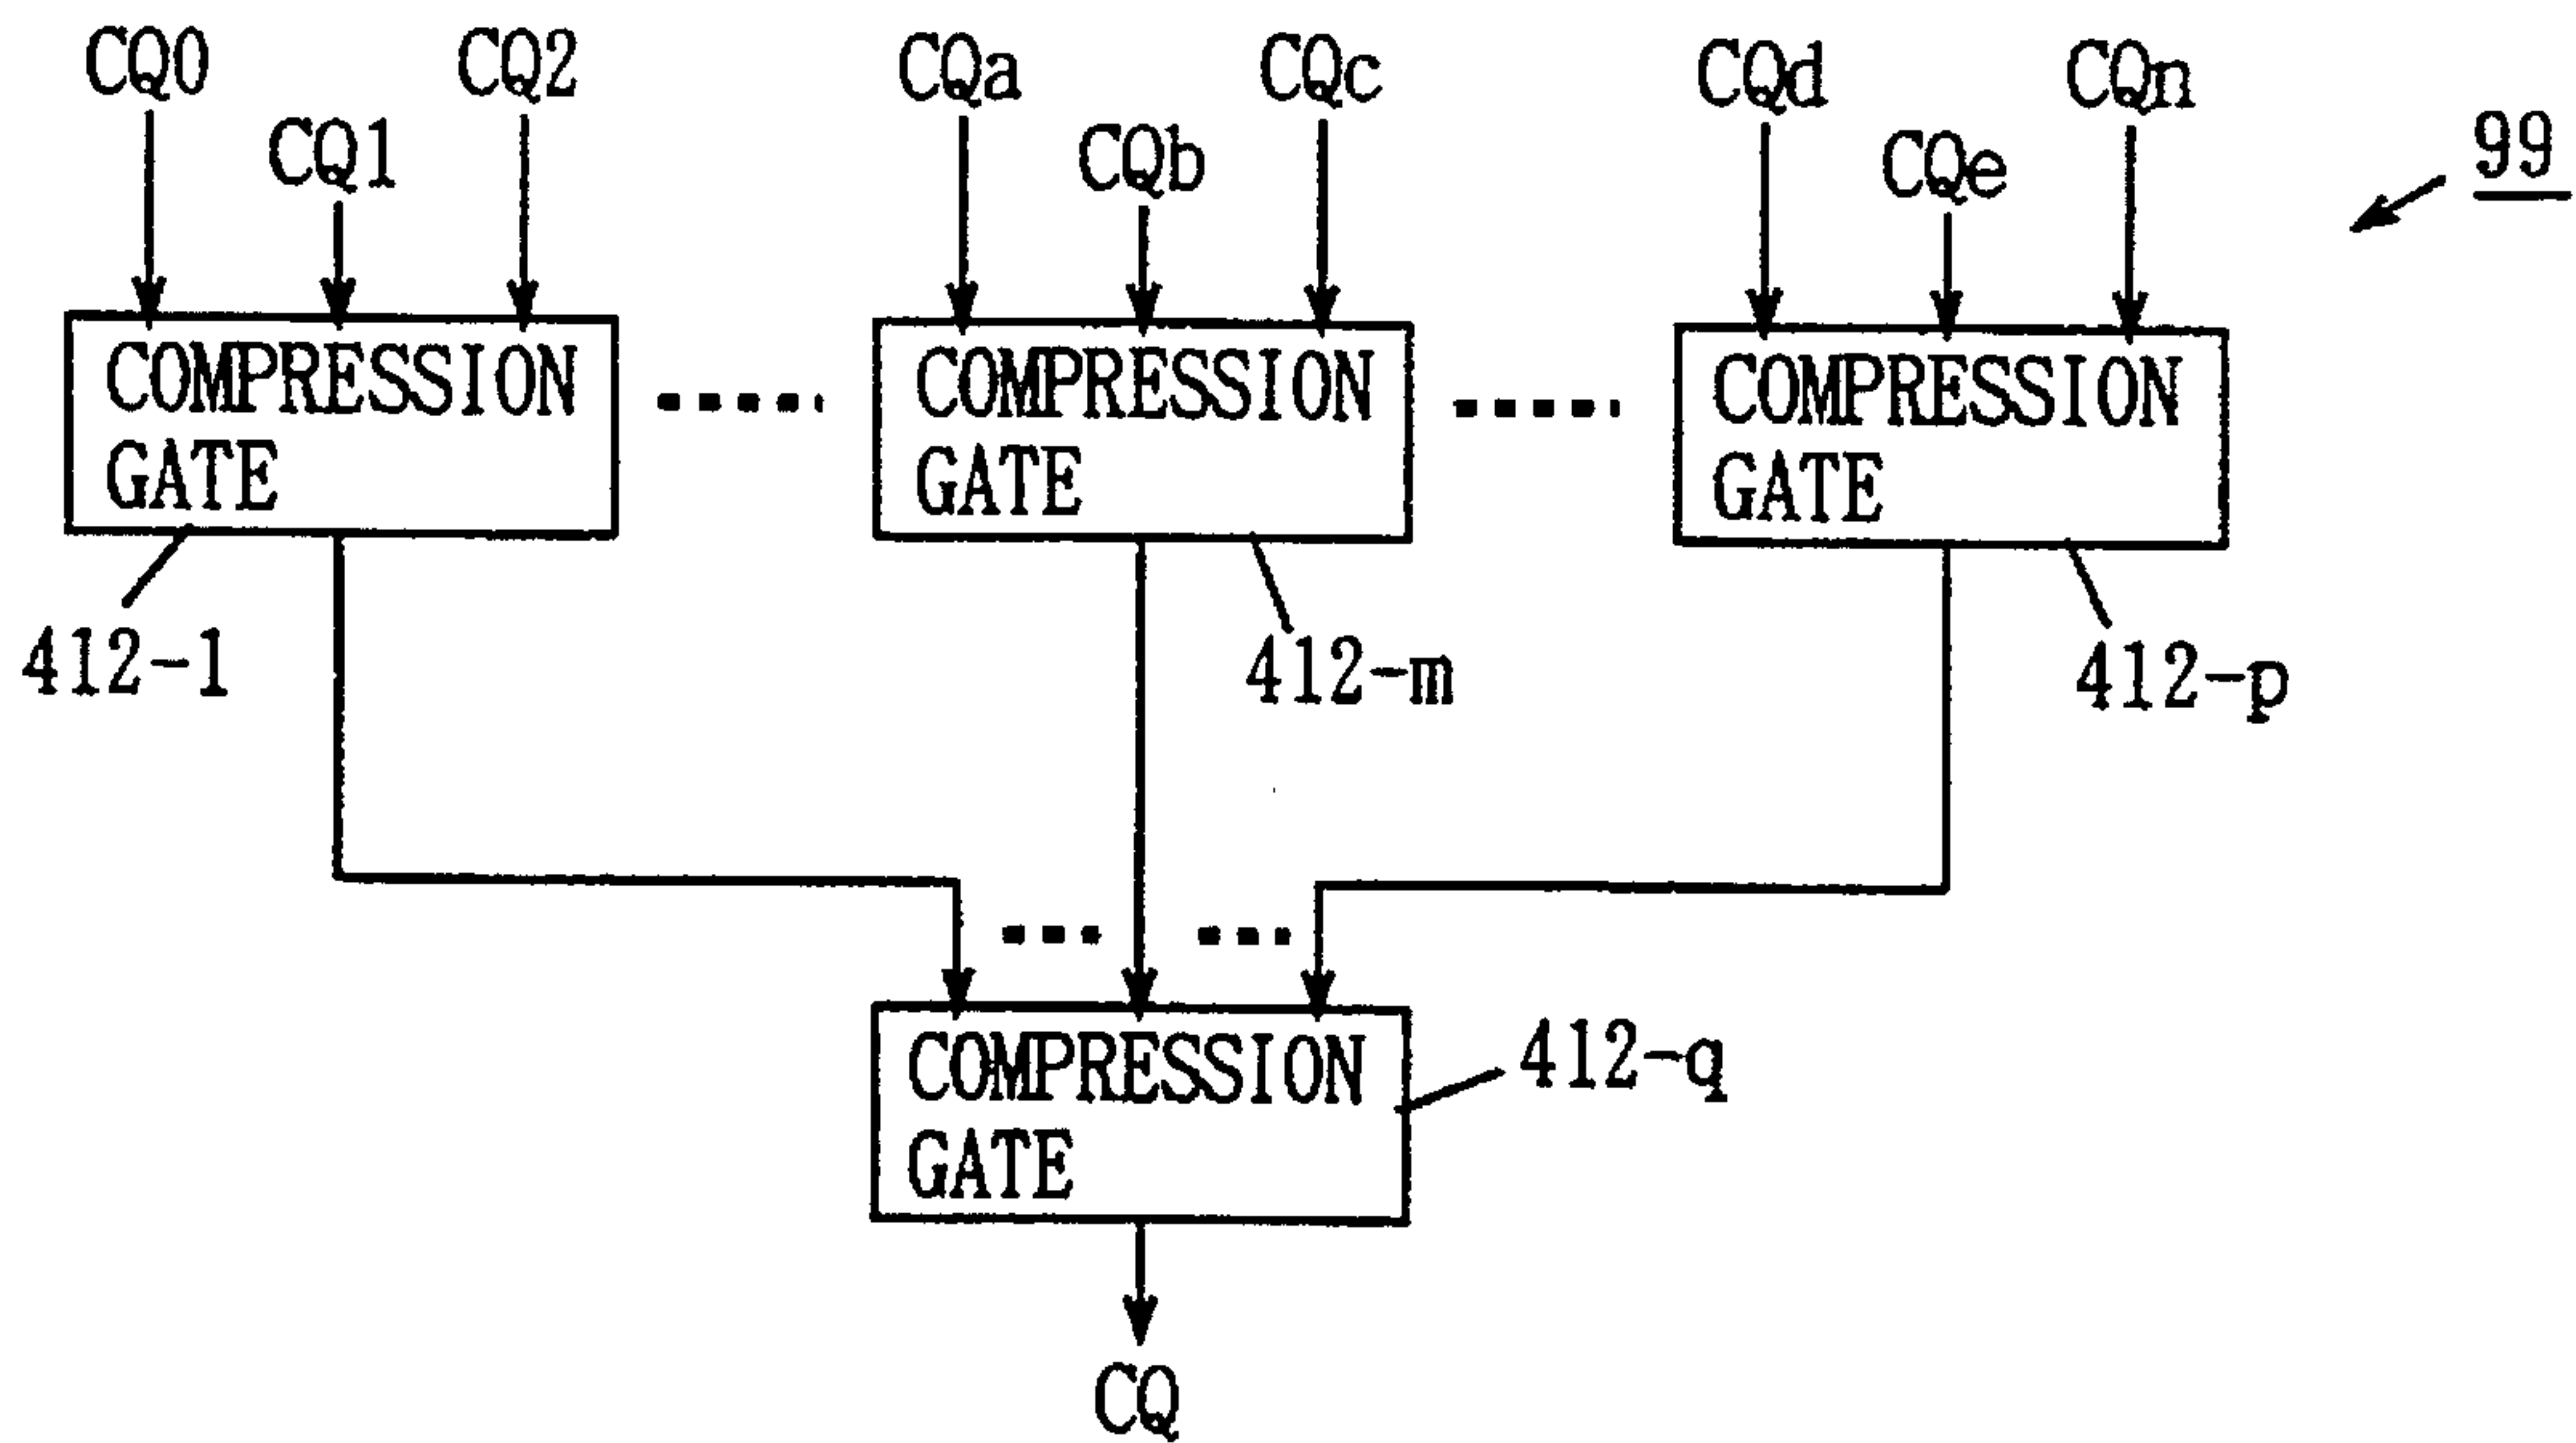 CQ0
CQ2
CQa
CQc
CQd
CQn
CQ1
CQb
CQe
99
COMPRESSION
GATE
COMPRESSION
GATE
COMPRESSION
GATE
412-1
412-m
412-p
COMPRESSION
GATE
412-q
CQ